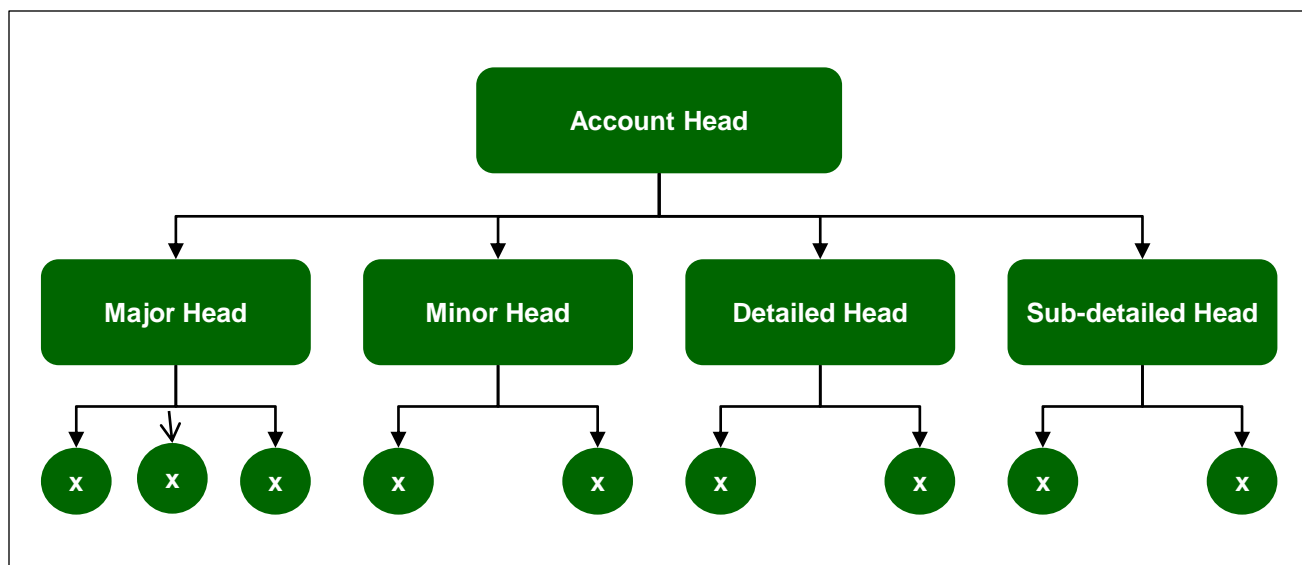 Account Head
Major Head
Minor Head
Detailed Head
Sub-detailed Head
x
x
x
x
x
x
x
x
x